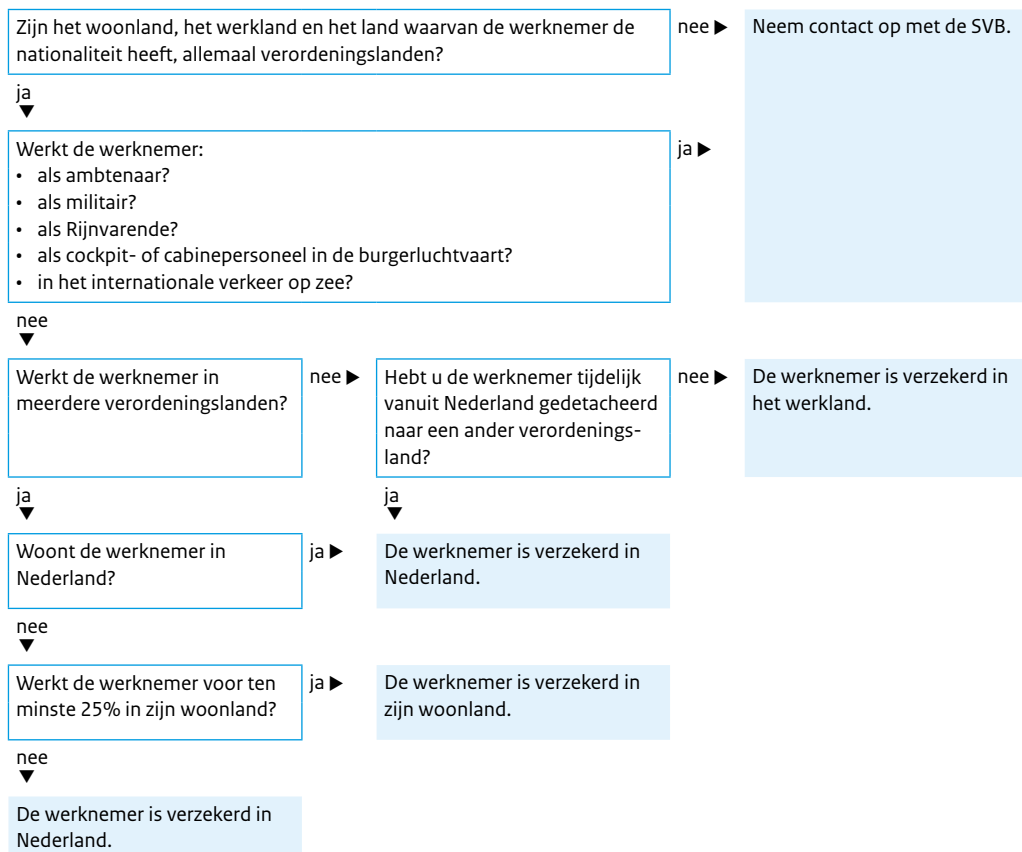 Zijn het woonland, het werkland en het land waarvan de werknemer de
nationaliteit heeft, allemaal verordeningslanden?
nee ▶
Neem contact op met de SVB.
ja
▼
Werkt de werknemer:
• als ambtenaar?
• als militair?
• als Rijnvarende?
• als cockpit- of cabinepersoneel in de burgerluchtvaart?
• in het internationale verkeer op zee?
ja ▶
nee
▼
Werkt de werknemer in
meerdere verordeningslanden?
nee ▶
Hebt u de werknemer tijdelijk
vanuit Nederland gedetacheerd
naar een ander verordenings-
land?
nee ▶
De werknemer is verzekerd in
het werkland.
ja
▼
ja
▼
Woont de werknemer in
Nederland?
ja ▶
De werknemer is verzekerd in
Nederland.
nee
▼
Werkt de werknemer voor ten
minste 25% in zijn woonland?
ja ▶
De werknemer is verzekerd in
zijn woonland.
nee
▼
De werknemer is verzekerd in
Nederland.